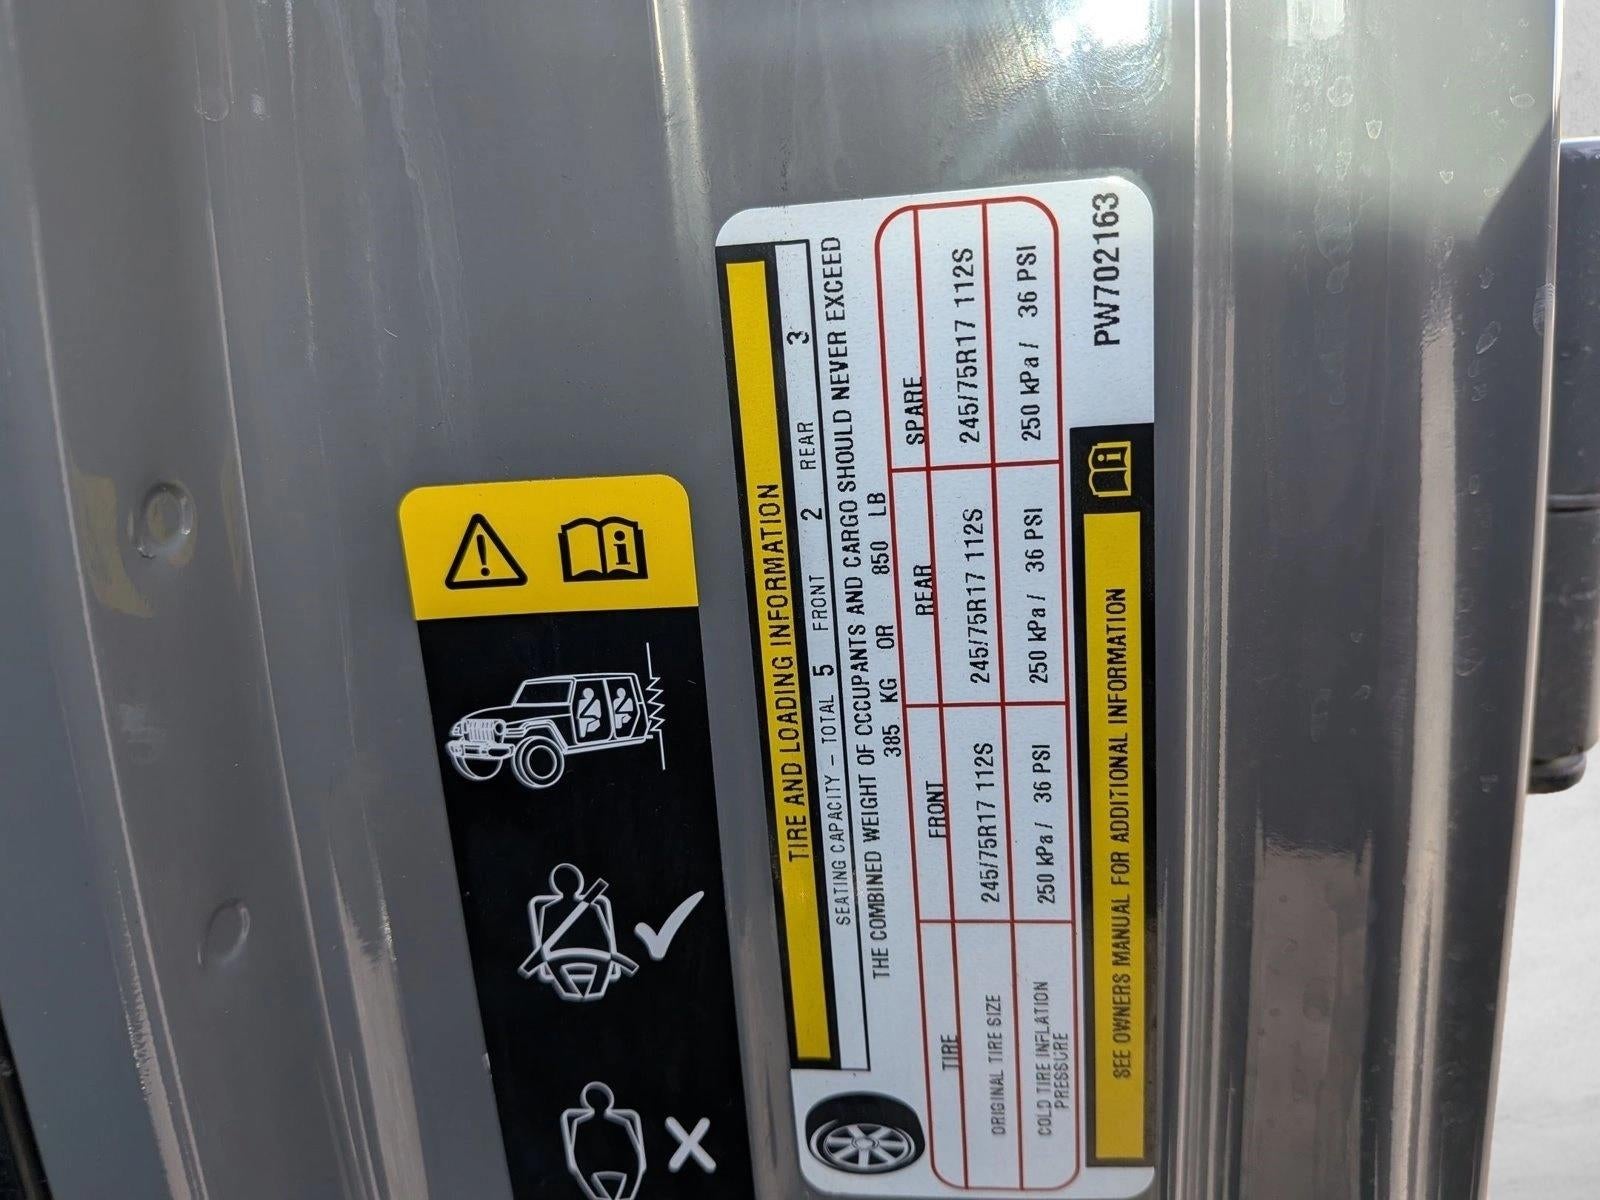 TIRE AND LOADING INFORMATION
SEATING CAPACITY – TOTAL 5 FRONT 2 REAR 3
THE COMBINED WEIGHT OF OCCUPANTS AND CARGO SHOULD NEVER EXCEED
385 KG OR 850 LB
TIRE FRONT REAR SPARE
ORIGINAL TIRE SIZE 245/75R17 112S 245/75R17 112S 245/75R17 112S
COLD TIRE INFLATION PRESSURE 250 kPa / 36 PSI 250 kPa / 36 PSI 250 kPa / 36 PSI
SEE OWNERS MANUAL FOR ADDITIONAL INFORMATION
PW702163